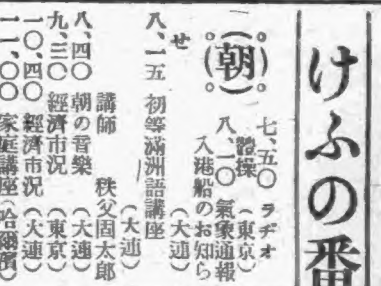 けふの番
(朝)
七、五〇 ラヂオ
體操 (東京)
八、一〇 氣象通報
入港船のお知ら
せ (大連)
八、一五 初等滿洲語講座
(大連)
講師 秩父固太郎
八、四〇 朝の音樂 (大連)
九、三〇 經濟市況 (東京)
一〇、四〇 經濟市況 (大連)
一一、〇〇 家庭講座 (哈爾濱)